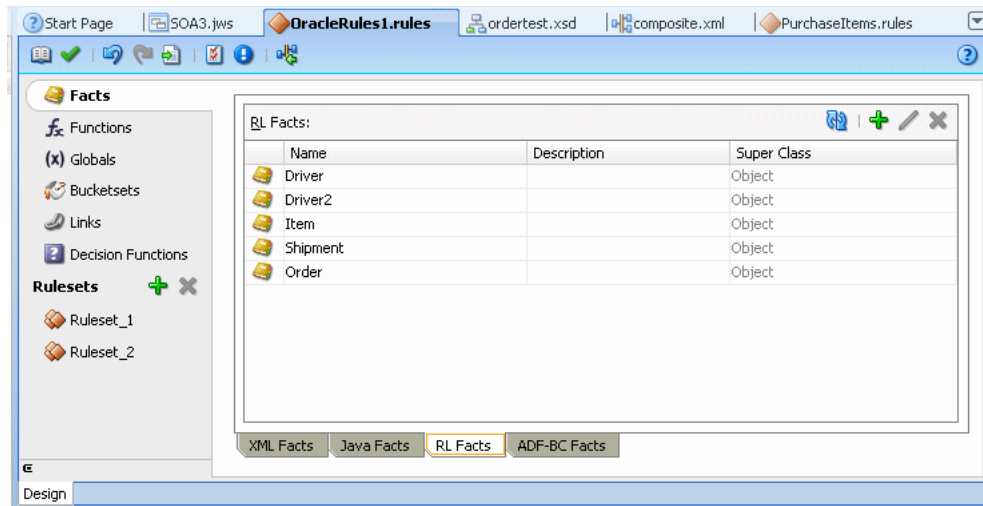 Start Page SOA3.jws OracleRules1.rules ordertest.xsd composite.xml PurchaseItems.rules
Facts
Functions
Globals
Bucketsets
Links
Decision Functions
Rulesets
Ruleset_1
Ruleset_2
RL Facts:
Name Description Super Class
Driver Object
Driver2 Object
Item Object
Shipment Object
Order Object
XML Facts Java Facts RL Facts ADF-BC Facts
Design